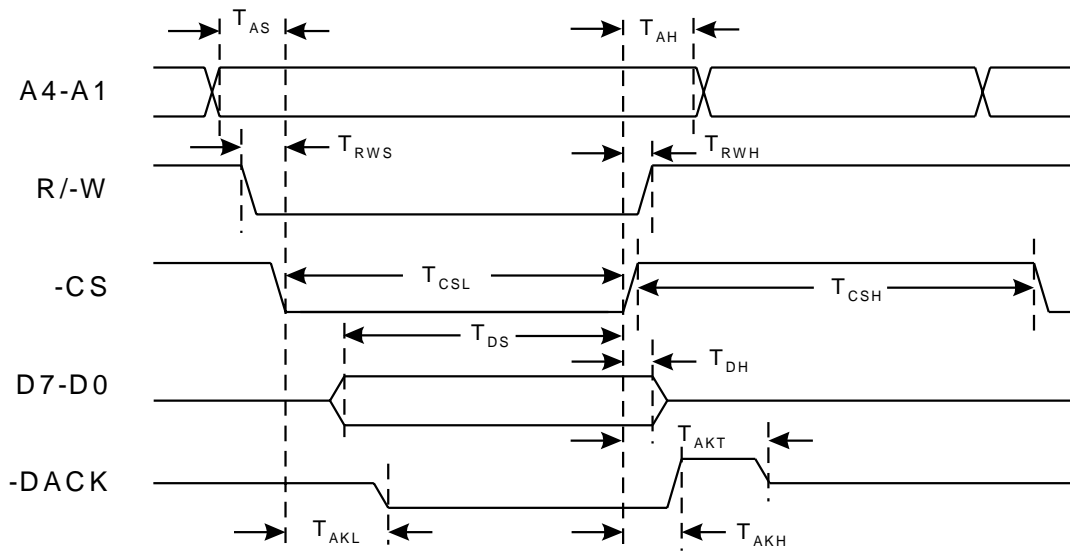 TAS
TAH
A4-A1
TRWS
TRWH
R/-W
-CS
TCSL
TCSH
TDS
TDH
D7-D0
TAKT
-DACK
TAKL
TAKH